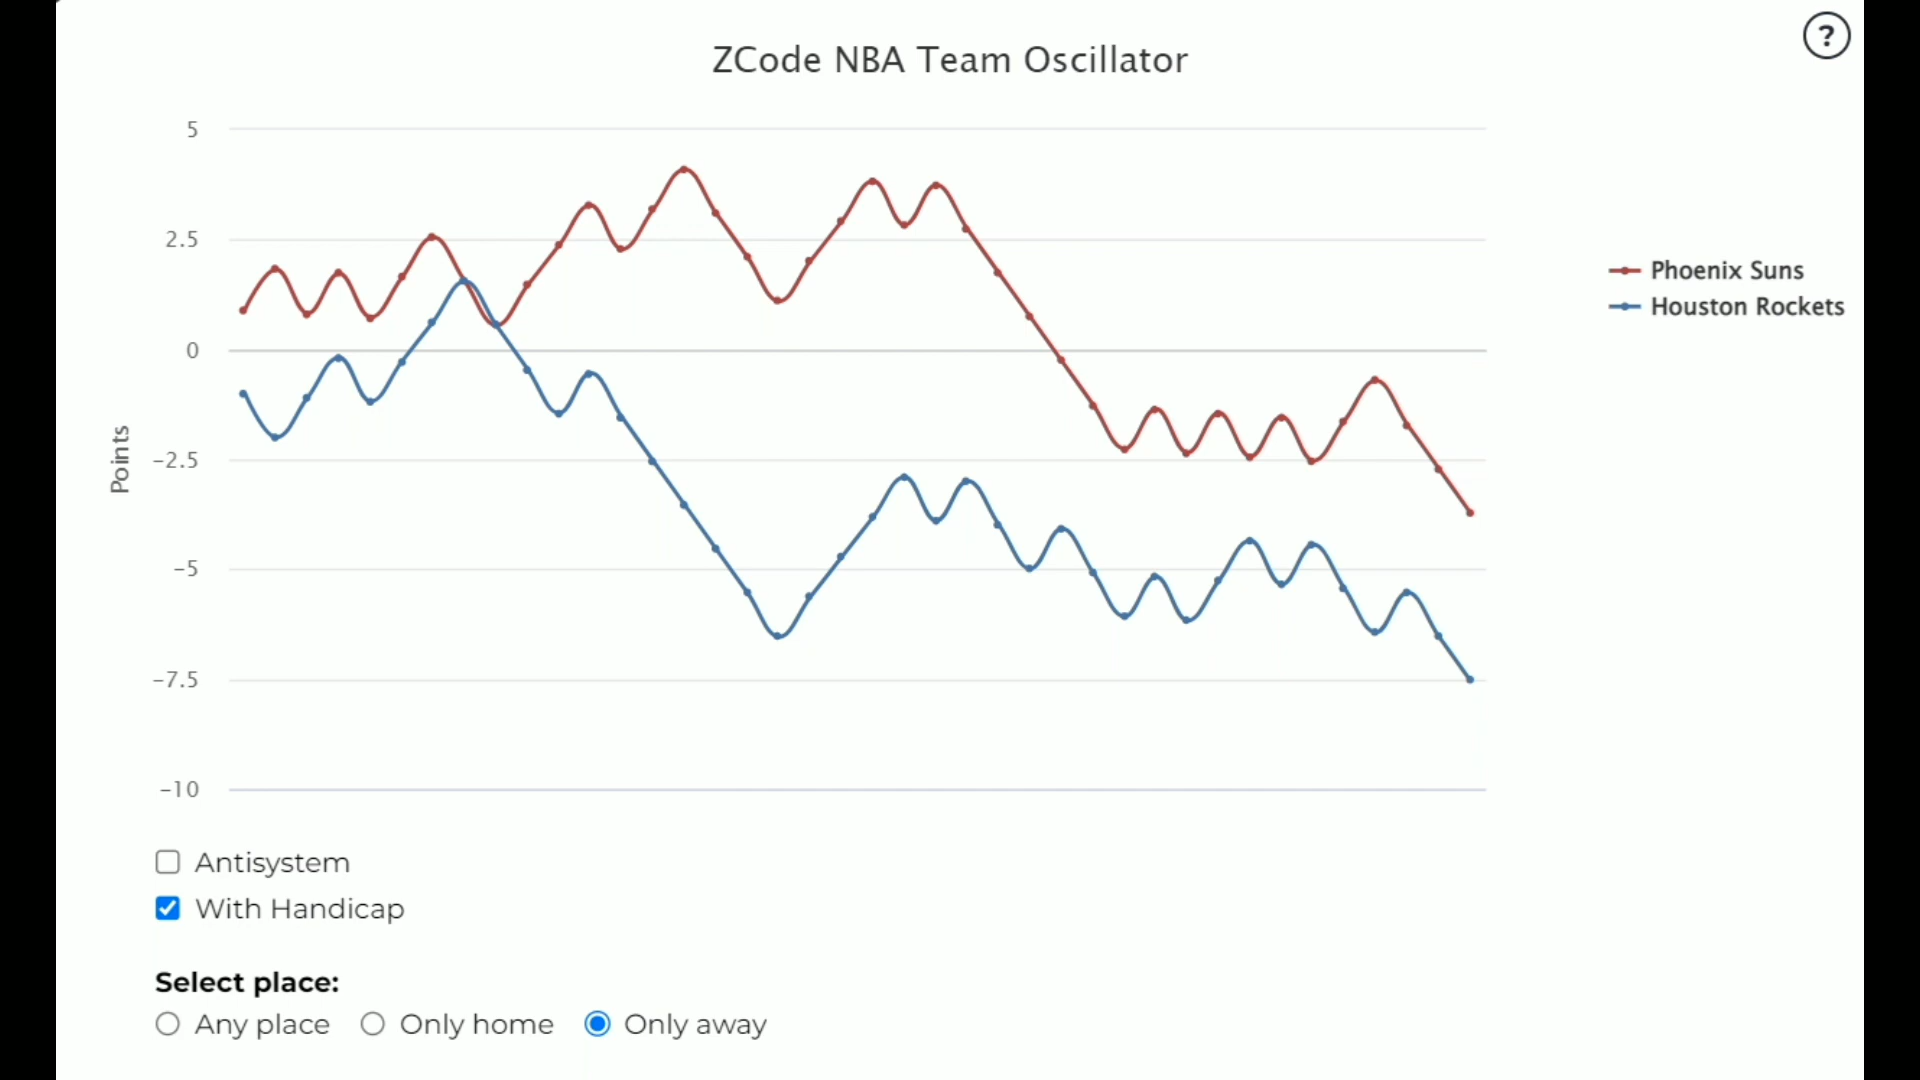 ?
ZCode NBA Team Oscillator
5
2.5
0
-2.5
-5
-7.5
-10
Points
Phoenix Suns
Houston Rockets
Antisystem
With Handicap
Select place:
Any place Only home Only away